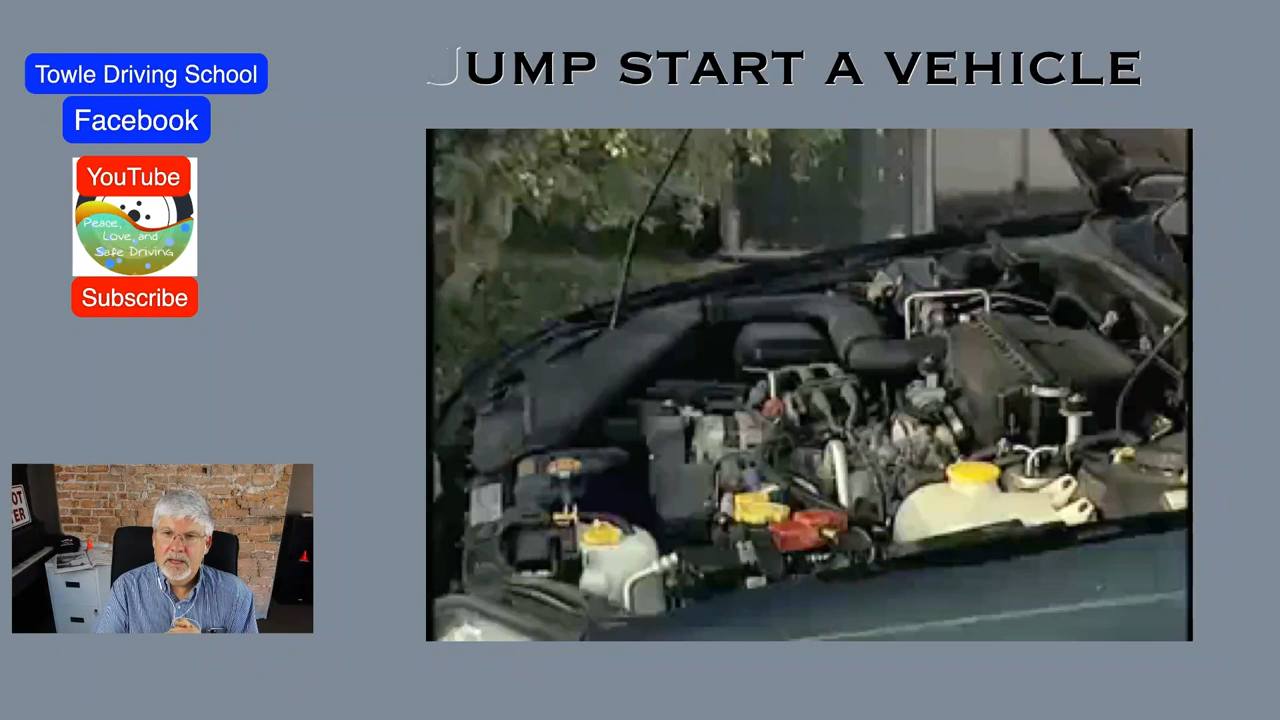 JUMP START A VEHICLE
Towle Driving School
Facebook
YouTube
Peace,
Love, and
Safe Driving
Subscribe